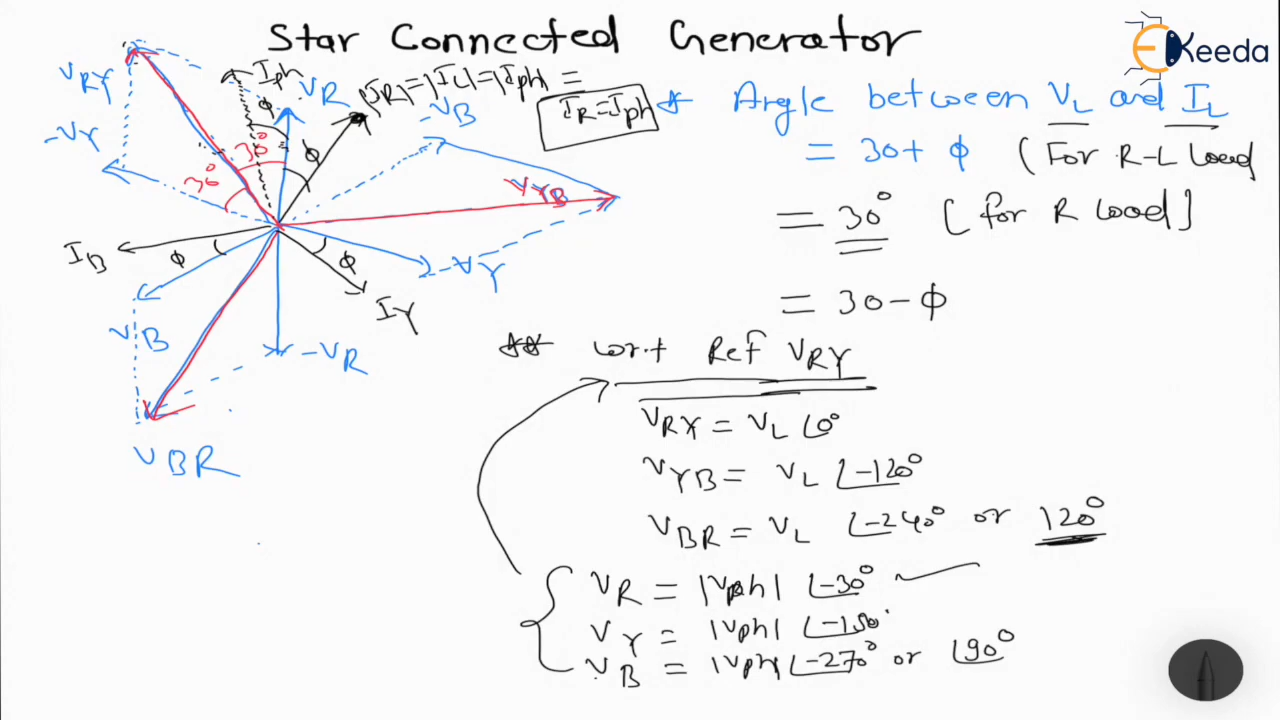 Star Connected Generator
EKeeda
VRY
Iph
VR
|IR|=|IL|=|Iph| =
IR=Iph
-VB
-VY
30°
30°
ϕ
ϕ
VYB
IB
ϕ
ϕ
-VY
IY
VB
-VR
VBR
* Angle between VL and IL
= 30+ ϕ (For R-L load
= 30° [for R load]
= 30-ϕ
** w.r.t Ref VRY
VRY = VL ∠0°
VYB = VL ∠-120°
VBR = VL ∠-240° or 120°
VR = |Vph| ∠-30°
VY = |Vph| ∠-150°
VB = |Vph| ∠-270° or ∠90°